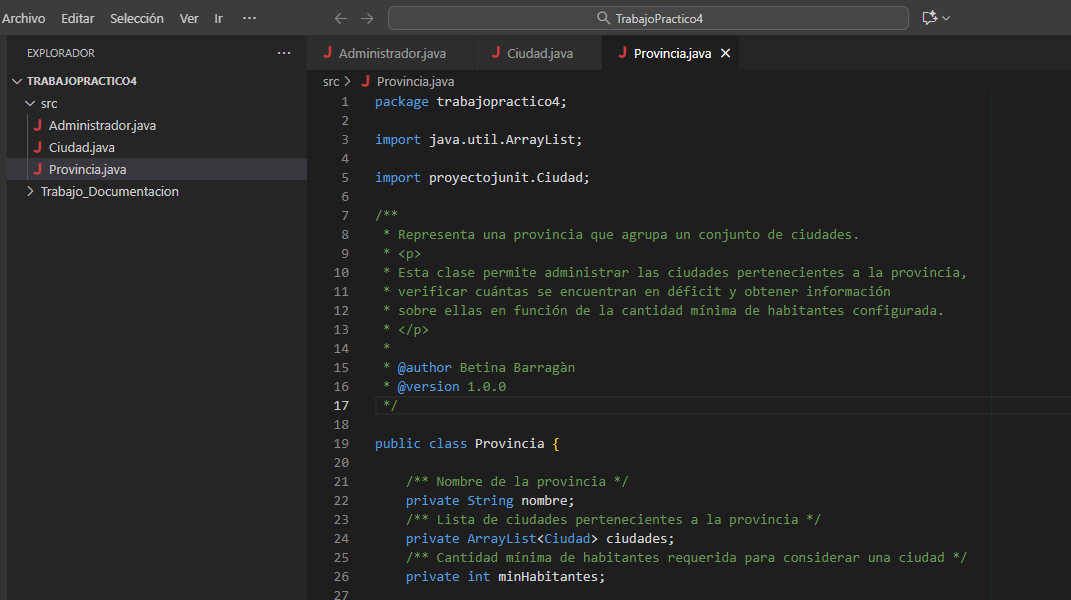 Archivo Editar Selección Ver Ir ···
TrabajoPractico4
EXPLORADOR ···
TRABAJOPRACTICO4
src
Administrador.java
Ciudad.java
Provincia.java
Trabajo_Documentacion
Administrador.java Ciudad.java Provincia.java
src > Provincia.java
1 package trabajopractico4;
2
3 import java.util.ArrayList;
4
5 import proyectojunit.Ciudad;
6
7 /**
8 * Representa una provincia que agrupa un conjunto de ciudades.
9 * <p>
10 * Esta clase permite administrar las ciudades pertenecientes a la provincia,
11 * verificar cuántas se encuentran en déficit y obtener información
12 * sobre ellas en función de la cantidad mínima de habitantes configurada.
13 * </p>
14 *
15 * @author Betina Barragàn
16 * @version 1.0.0
17 */
18
19 public class Provincia {
20
21 /** Nombre de la provincia */
22 private String nombre;
23 /** Lista de ciudades pertenecientes a la provincia */
24 private ArrayList<Ciudad> ciudades;
25 /** Cantidad mínima de habitantes requerida para considerar una ciudad */
26 private int minHabitantes;
27